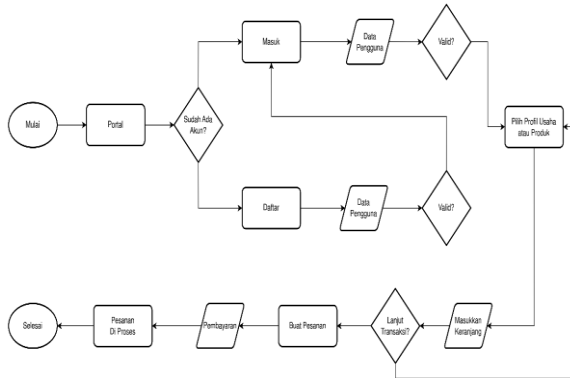 Masuk
Data
Pengguna
Valid?
Mulai
Portal
Sudah Ada
Akun?
Pilih Profil Usaha
atau Produk
Daftar
Data
Pengguna
Valid?
Selesai
Pesanan
Di Proses
Pembayaran
Buat Pesanan
Lanjut
Transaksi?
Masukkan
Keranjang